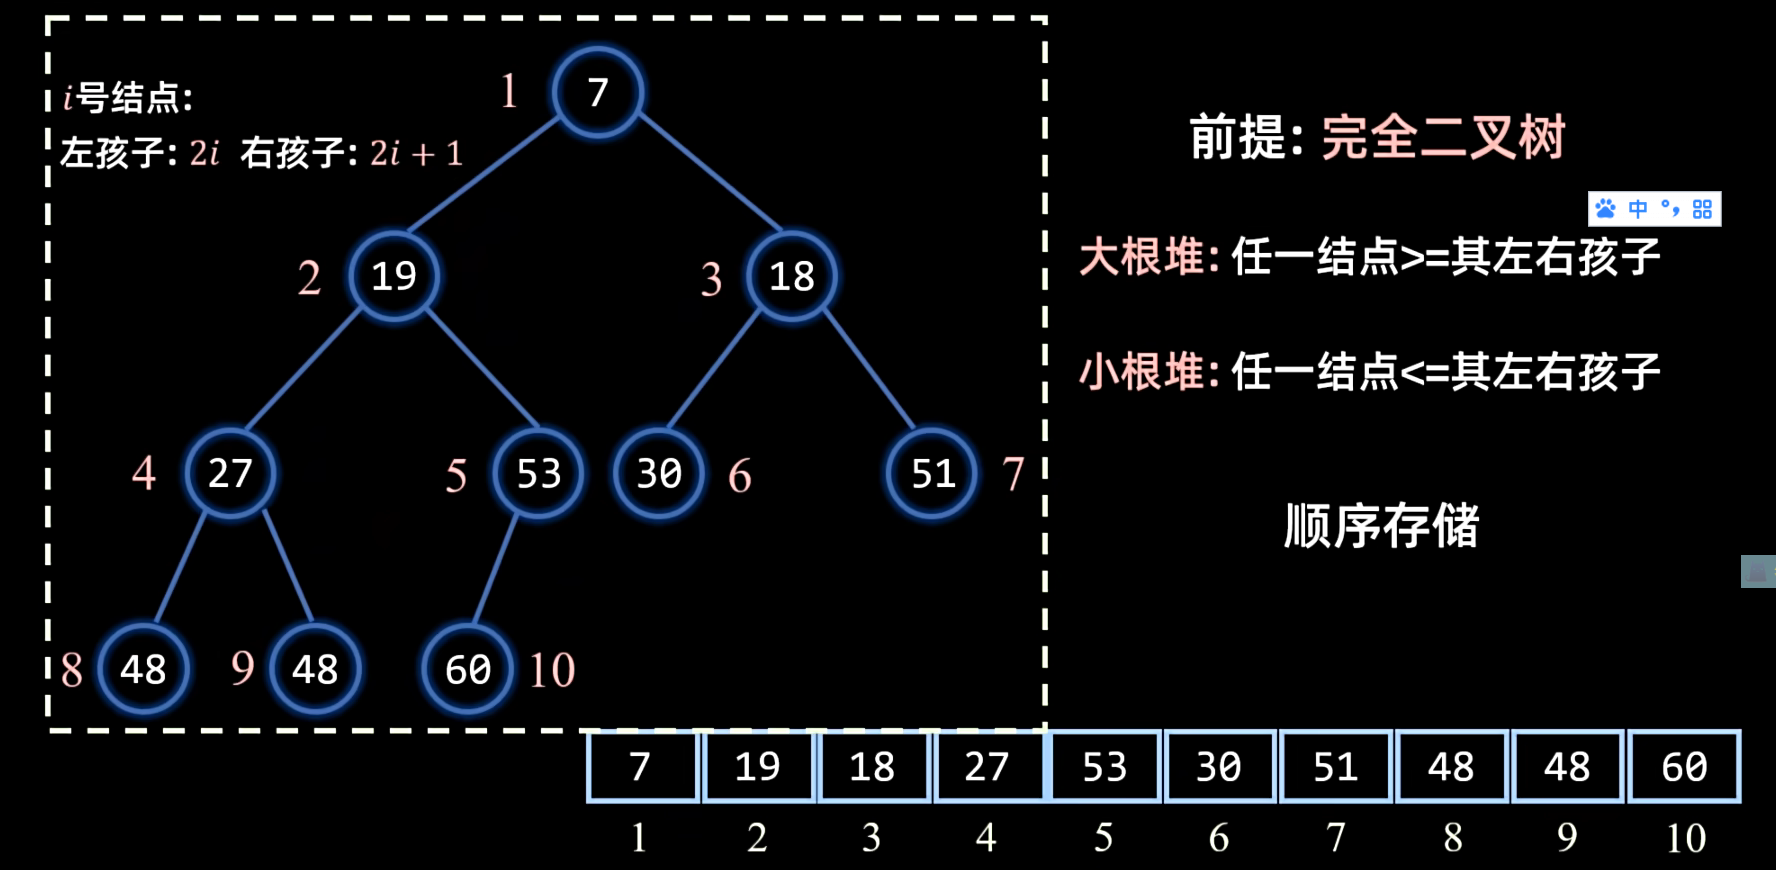 i号结点:
左孩子: 2i 右孩子: 2i + 1
1 7
2 19
3 18
4 27
5 53
30 6
51 7
8 48
9 48
60 10
前提: 完全二叉树
中
大根堆: 任一结点>=其左右孩子
小根堆: 任一结点<=其左右孩子
顺序存储
7 19 18 27 53 30 51 48 48 60
1 2 3 4 5 6 7 8 9 10